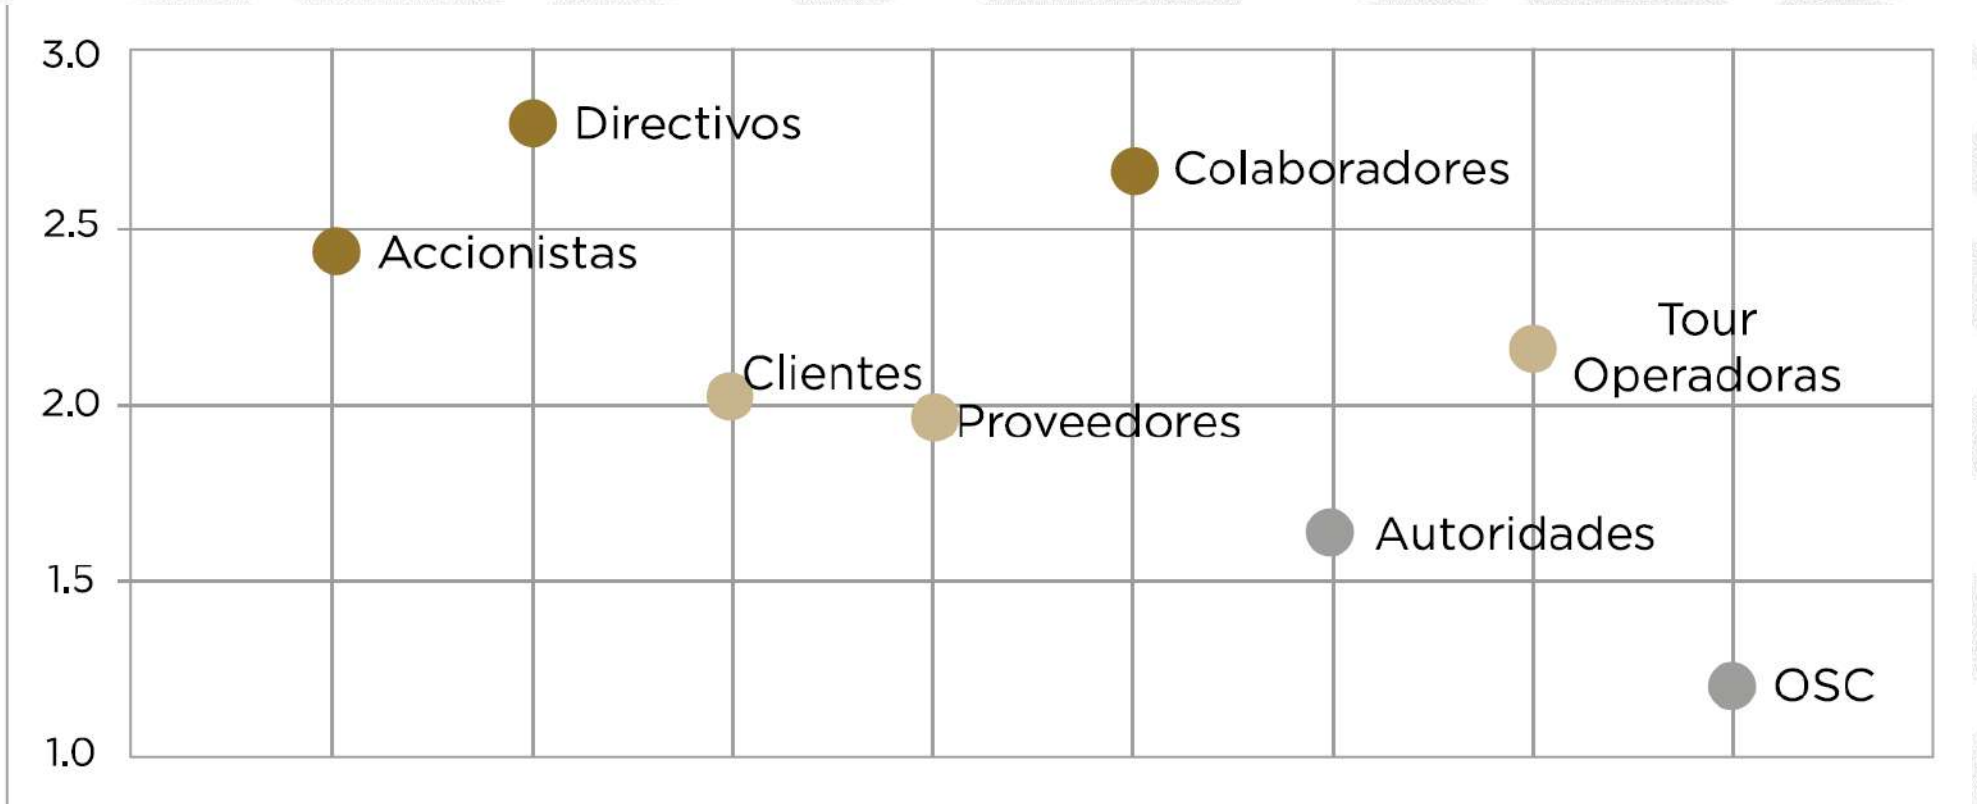 3.0
Directivos
Colaboradores
2.5
Accionistas
Tour
Operadoras
Clientes
2.0
Proveedores
Autoridades
1.5
OSC
1.0